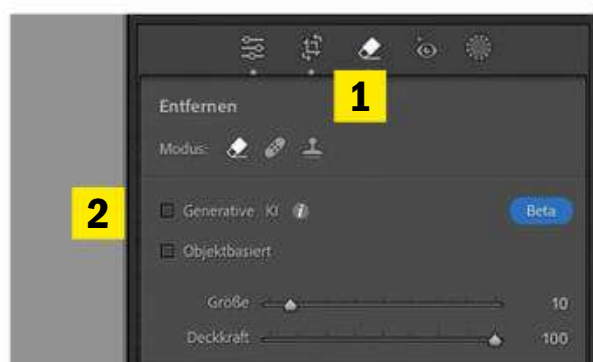 1
Entfernen
Modus:
2
Generative KI i Beta
Objektbasiert
Größe 10
Deckkraft 100